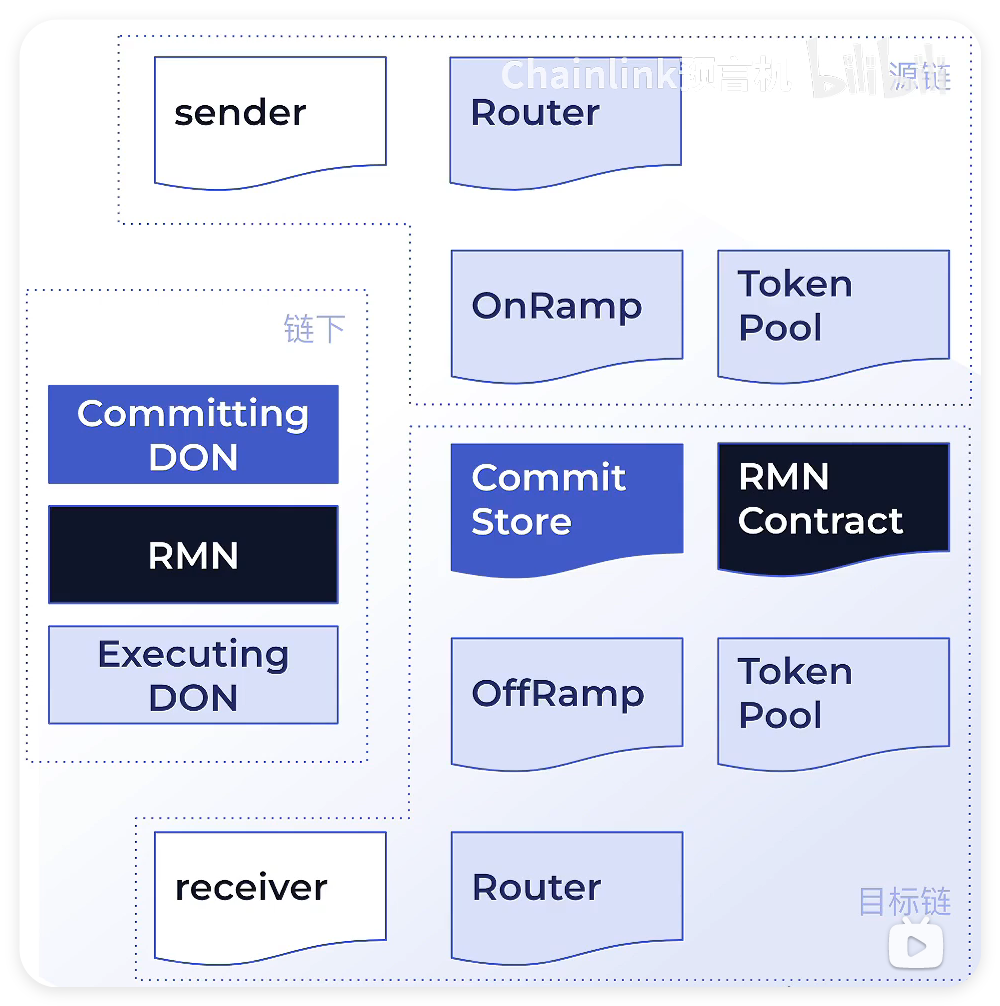 Chainlink预言机 bilibili
源链
sender
Router
OnRamp
Token
Pool
链下
Committing
DON
RMN
Executing
DON
Commit
Store
RMN
Contract
OffRamp
Token
Pool
receiver
Router
目标链